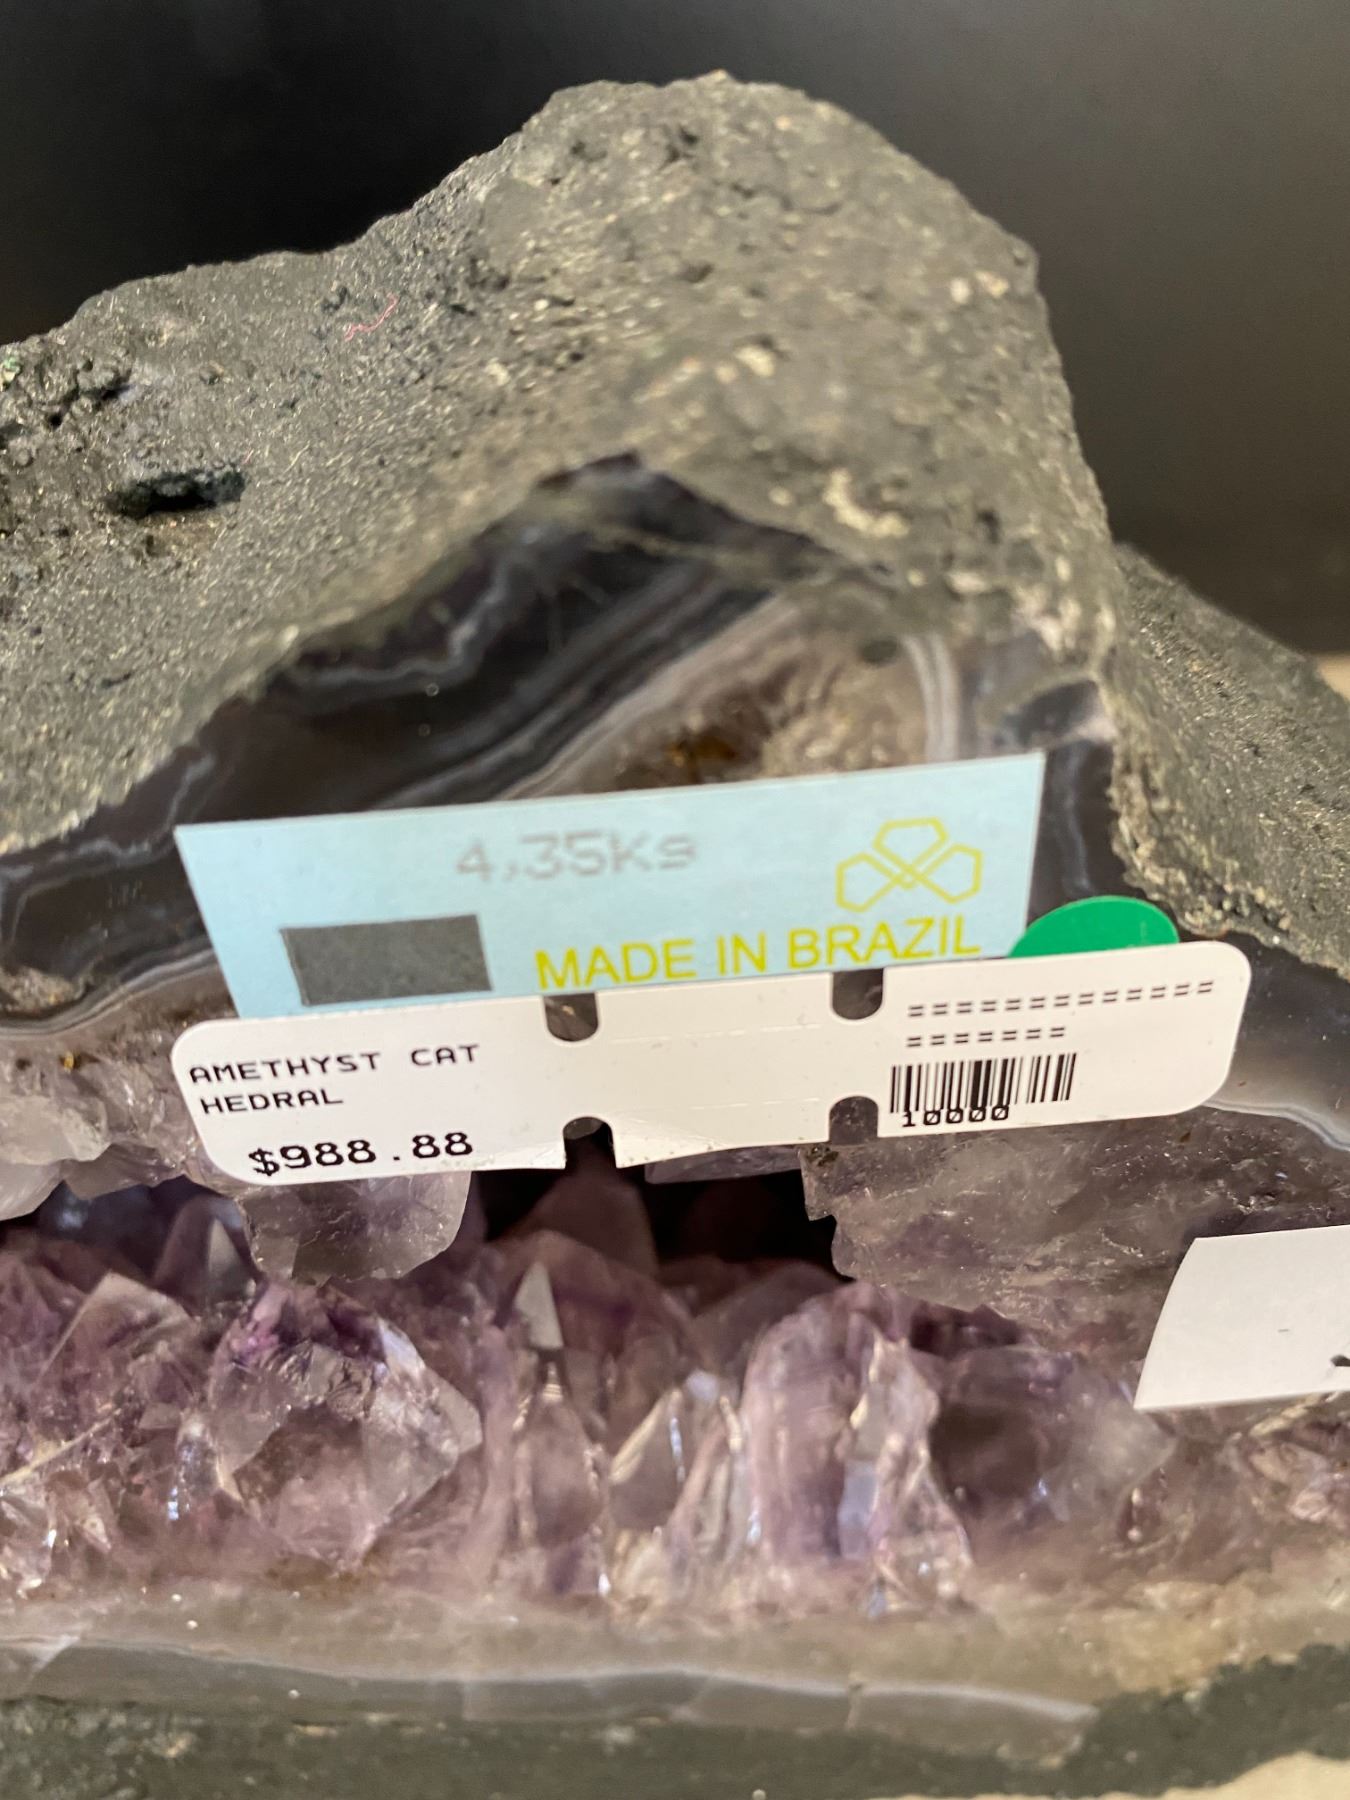 4,35Kg
MADE IN BRAZIL
AMETHYST CAT
HEDRAL
$988.88
=============
=======
10000